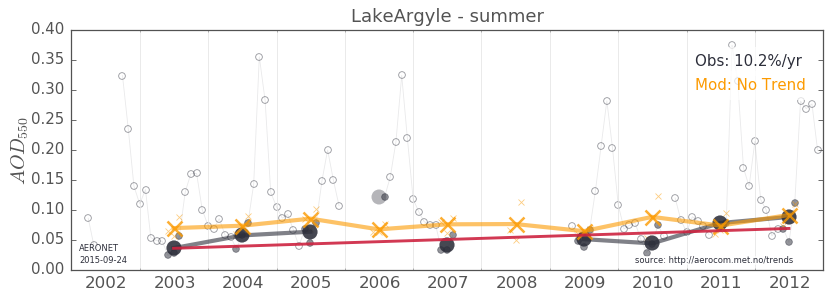 LakeArgyle - summer
0.40
0.35
0.30
0.25
0.20
0.15
0.10
0.05
0.00
AOD550
Obs: 10.2%/yr
Mod: No Trend
AERONET
2015-09-24
source: http://aerocom.met.no/trends
2002 2003 2004 2005 2006 2007 2008 2009 2010 2011 2012